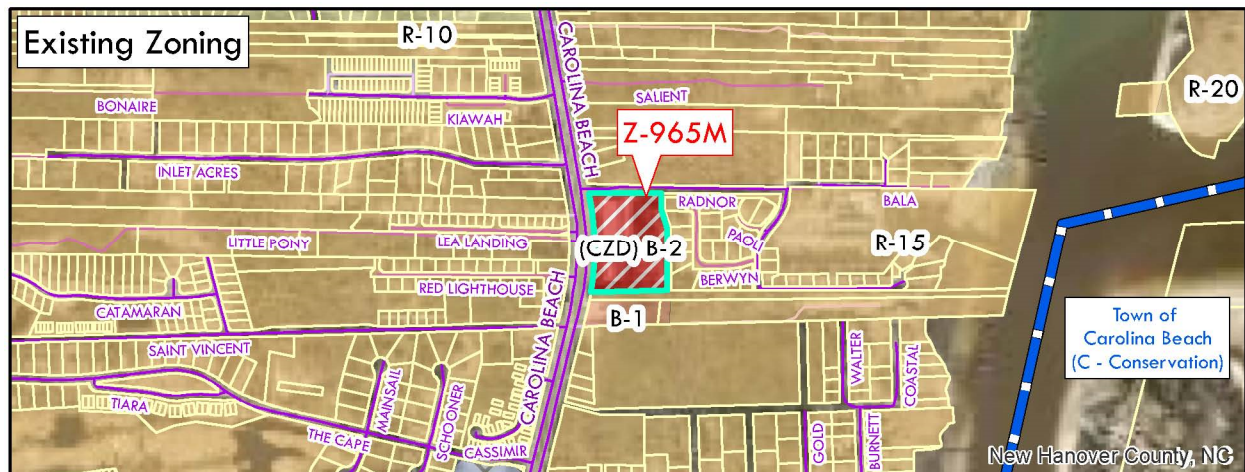 Existing Zoning
R-10
CAROLINA BEACH
SALIENT
R-20
BONAIRE
KIAWAH
Z-965M
INLET ACRES
RADNOR
BALA
LITTLE PONY
LEA LANDING
(CZD) B-2
PAOLI
R-15
BERWYN
RED LIGHTHOUSE
CATAMARAN
B-1
Town of
Carolina Beach
(C - Conservation)
SAINT VINCENT
CAROLINA BEACH
WALTER
COASTAL
TIARA
MAINSAIL
SCHOONER
THE CAPE
CASSIMIR
GOLD
BURNETT
New Hanover County, NC